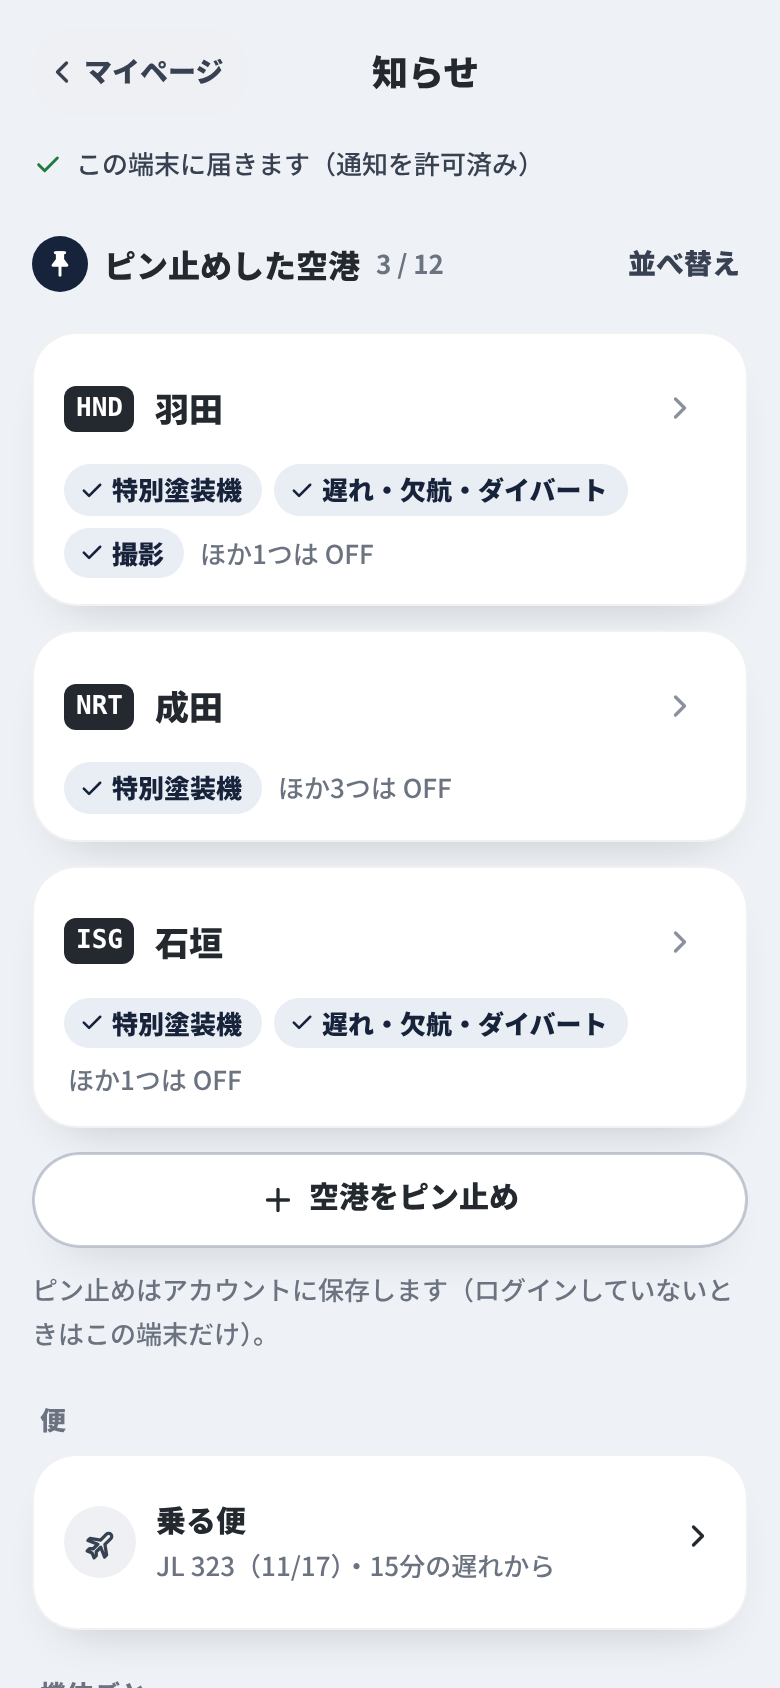 マイページ
知らせ
この端末に届きます（通知を許可済み）
ピン止めした空港 3 / 12
並べ替え
HND 羽田
特別塗装機 遅れ・欠航・ダイバート
撮影 ほか1つは OFF
NRT 成田
特別塗装機 ほか3つは OFF
ISG 石垣
特別塗装機 遅れ・欠航・ダイバート
ほか1つは OFF
空港をピン止め
ピン止めはアカウントに保存します（ログインしていないと
きはこの端末だけ）。
便
乗る便
JL 323（11/17）・15分の遅れから